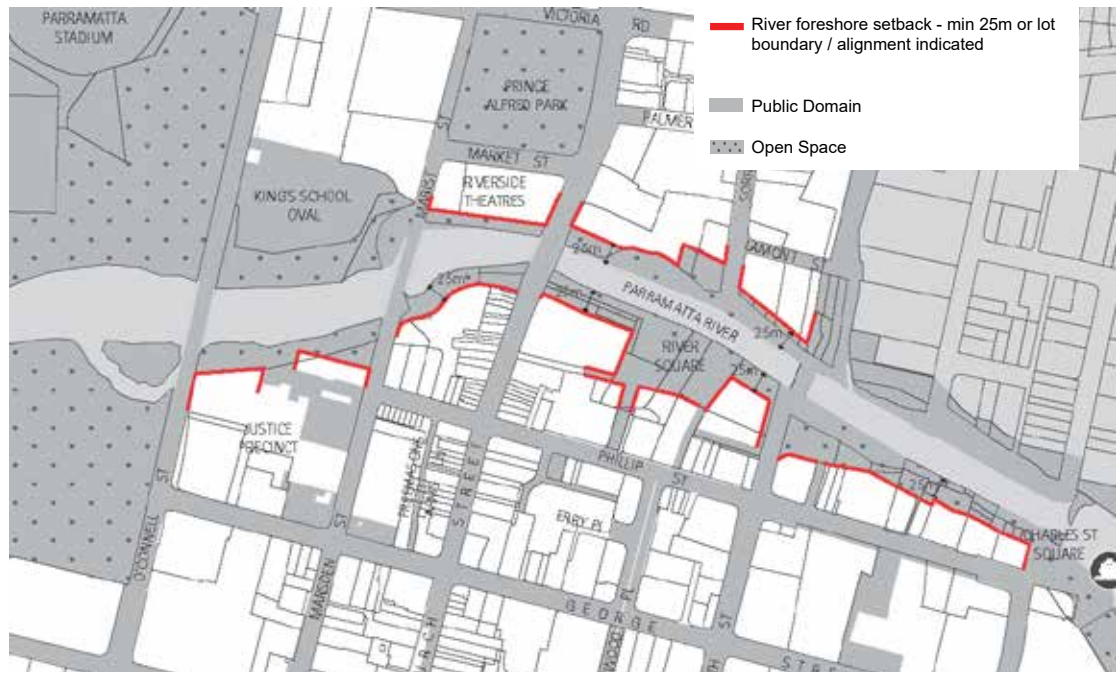 PARRAMATTA
STADIUM
VICTORIA
RD
River foreshore setback - min 25m or lot
boundary / alignment indicated
Public Domain
Open Space
PRINCE
ALFRED PARK
PALMER
MARKET ST
RIVERSIDE
THEATRES
KING'S SCHOOL
OVAL
MARIST
ST
LAMONT ST
25m
25m
25m
PARRAMATTA RIVER
25m
RIVER
SQUARE
25m
JUSTICE
PRECINCT
PHILLIP
ST
25m
ERBY PL
STREET
O'CONNELL
ST
MARSDEN
ST
CHARLES ST
SQUARE
GEORGE
PL
ST